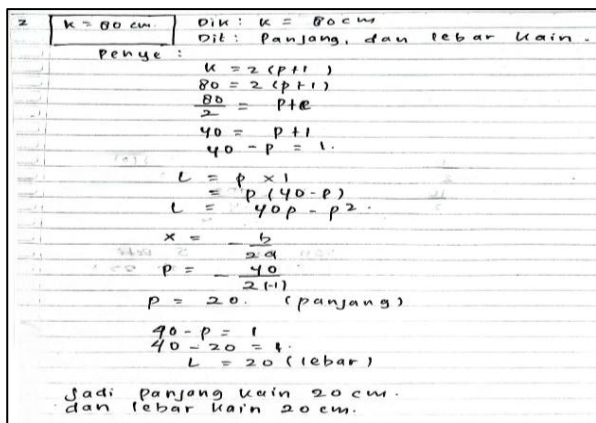 2 K = 80 cm. Dik : K = 80 cm
Dit : Panjang, dan lebar kain.
Penye :
K = 2 (p+l )
80 = 2 (p+l)
80/2 = p+l
40 = p+l
40 - p = l.
L = p x l
= p (40-p)
L = 40p - p2.
x = - b/2a
p = - 40/2(-1)
p = 20. (panjang)
40 - p = l
40 - 20 = l.
L = 20 (lebar)
Jadi panjang kain 20 cm.
dan lebar kain 20 cm.